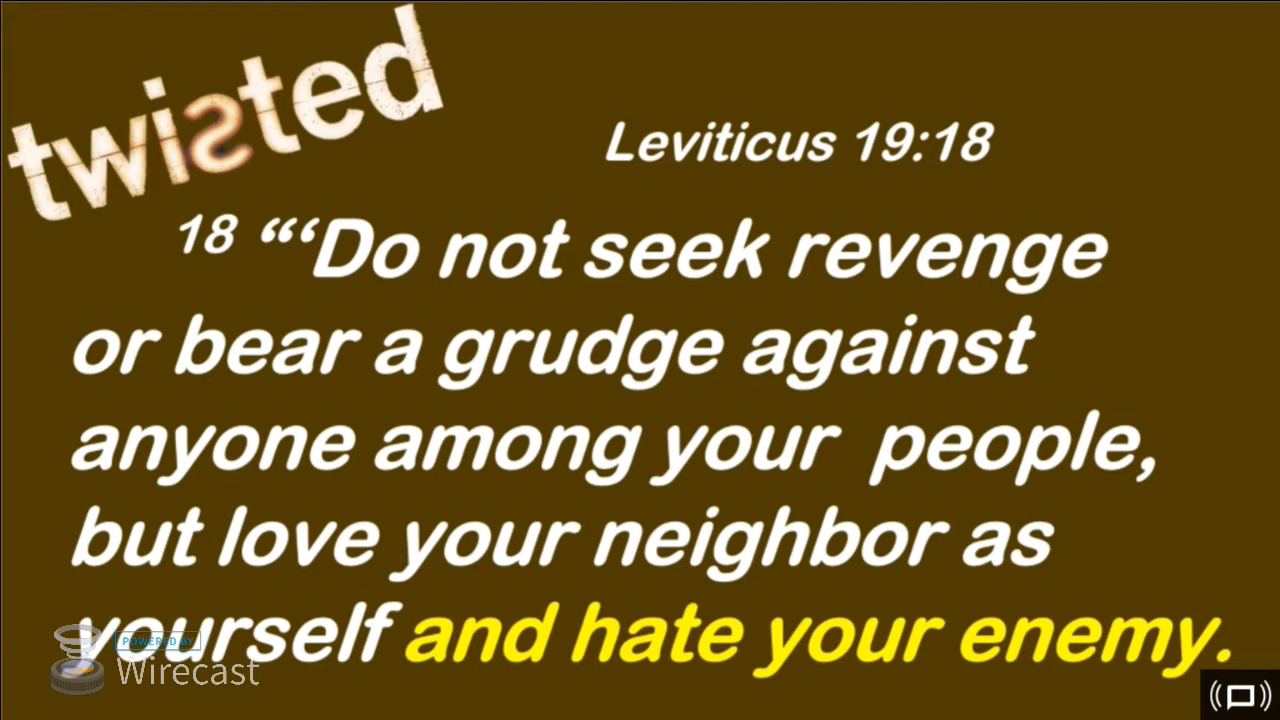 twisted
Leviticus 19:18
18 “‘Do not seek revenge
or bear a grudge against
anyone among your people,
but love your neighbor as
yourself and hate your enemy.
POWERED BY
Wirecast